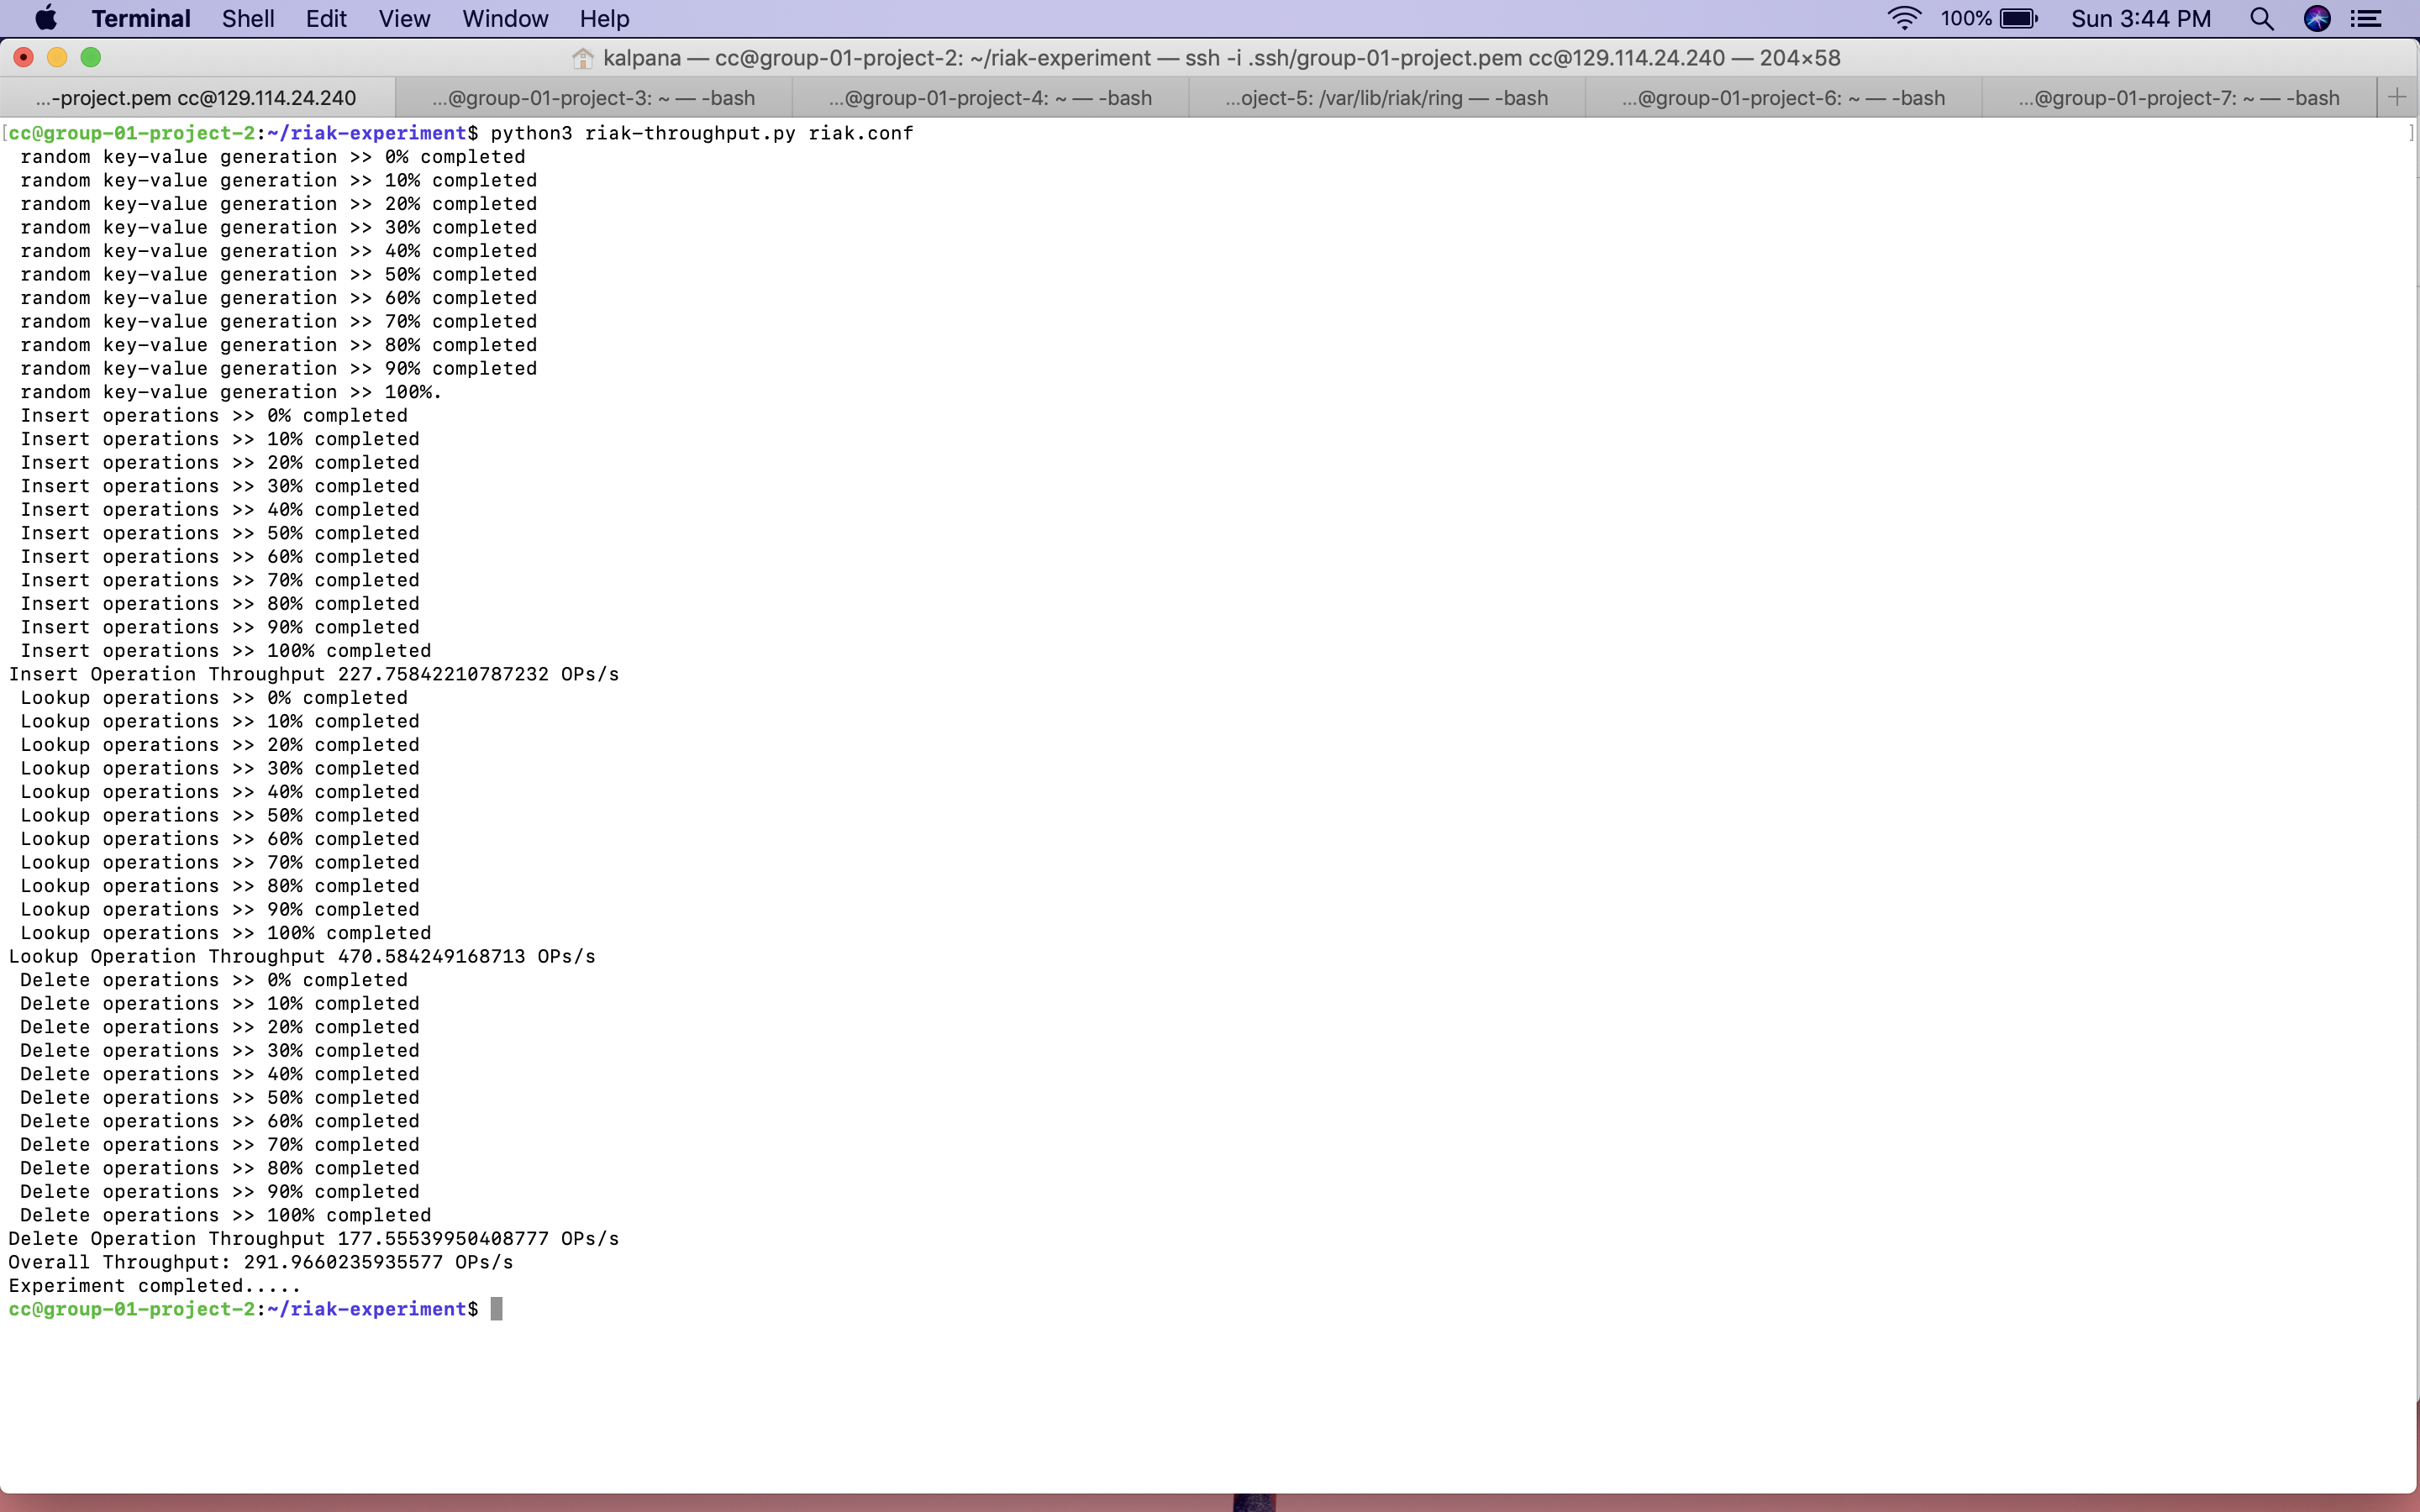 Terminal Shell Edit View Window Help 100% Sun 3:44 PM
kalpana — cc@group-01-project-2: ~/riak-experiment — ssh -i .ssh/group-01-project.pem cc@129.114.24.240 — 204×58
...-project.pem cc@129.114.24.240 ...@group-01-project-3: ~ — -bash ...@group-01-project-4: ~ — -bash ...oject-5: /var/lib/riak/ring — -bash ...@group-01-project-6: ~ — -bash ...@group-01-project-7: ~ — -bash +
[cc@group-01-project-2:~/riak-experiment$ python3 riak-throughput.py riak.conf ]
random key-value generation >> 0% completed
random key-value generation >> 10% completed
random key-value generation >> 20% completed
random key-value generation >> 30% completed
random key-value generation >> 40% completed
random key-value generation >> 50% completed
random key-value generation >> 60% completed
random key-value generation >> 70% completed
random key-value generation >> 80% completed
random key-value generation >> 90% completed
random key-value generation >> 100%.
Insert operations >> 0% completed
Insert operations >> 10% completed
Insert operations >> 20% completed
Insert operations >> 30% completed
Insert operations >> 40% completed
Insert operations >> 50% completed
Insert operations >> 60% completed
Insert operations >> 70% completed
Insert operations >> 80% completed
Insert operations >> 90% completed
Insert operations >> 100% completed
Insert Operation Throughput 227.75842210787232 OPs/s
Lookup operations >> 0% completed
Lookup operations >> 10% completed
Lookup operations >> 20% completed
Lookup operations >> 30% completed
Lookup operations >> 40% completed
Lookup operations >> 50% completed
Lookup operations >> 60% completed
Lookup operations >> 70% completed
Lookup operations >> 80% completed
Lookup operations >> 90% completed
Lookup operations >> 100% completed
Lookup Operation Throughput 470.584249168713 OPs/s
Delete operations >> 0% completed
Delete operations >> 10% completed
Delete operations >> 20% completed
Delete operations >> 30% completed
Delete operations >> 40% completed
Delete operations >> 50% completed
Delete operations >> 60% completed
Delete operations >> 70% completed
Delete operations >> 80% completed
Delete operations >> 90% completed
Delete operations >> 100% completed
Delete Operation Throughput 177.55539950408777 OPs/s
Overall Throughput: 291.9660235935577 OPs/s
Experiment completed.....
cc@group-01-project-2:~/riak-experiment$